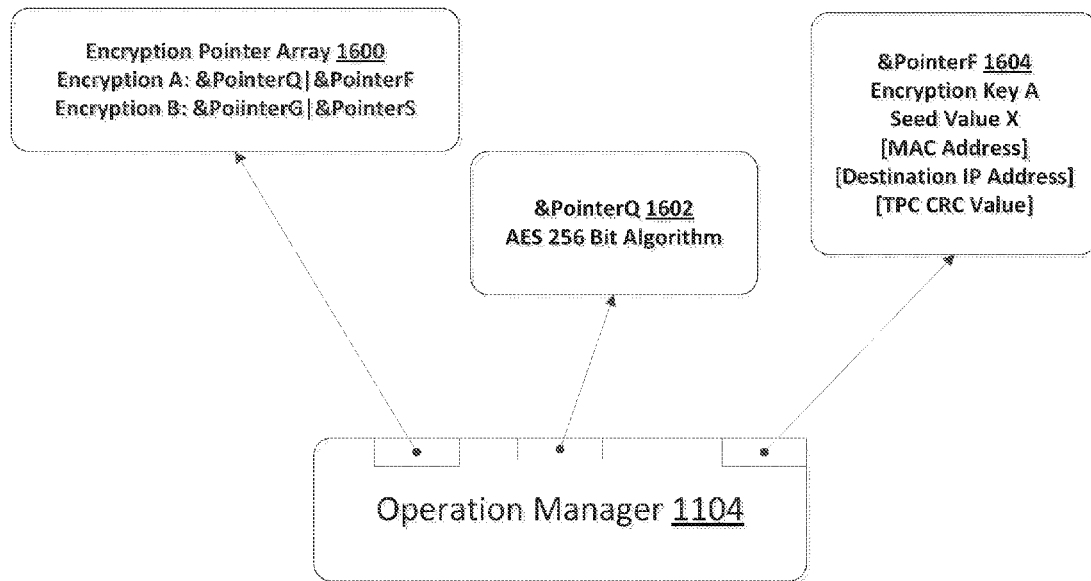 Encryption Pointer Array 1600
Encryption A: &PointerQ|&PointerF
Encryption B: &PoiinterG|&PointerS
&PointerF 1604
Encryption Key A
Seed Value X
[MAC Address]
[Destination IP Address]
[TPC CRC Value]
&PointerQ 1602
AES 256 Bit Algorithm
Operation Manager 1104